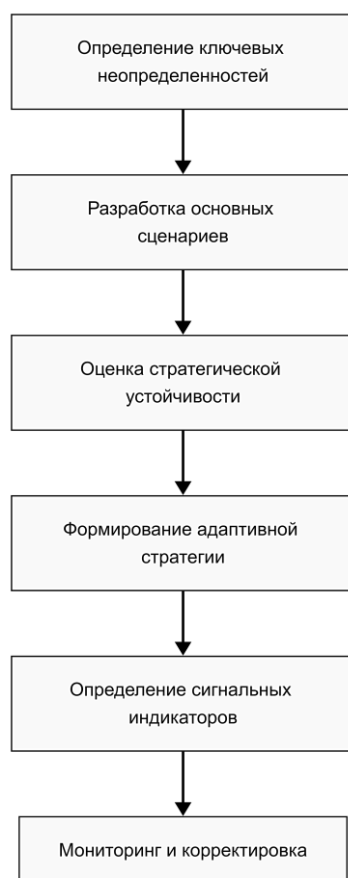 Определение ключевых
неопределенностей
Разработка основных
сценариев
Оценка стратегической
устойчивости
Формирование адаптивной
стратегии
Определение сигнальных
индикаторов
Мониторинг и корректировка